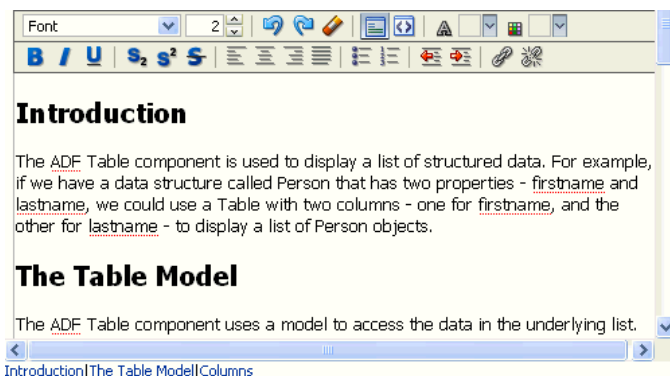 Font 2
B I U S₂ S² S
Introduction
The ADF Table component is used to display a list of structured data. For example,
if we have a data structure called Person that has two properties - firstname and
lastname, we could use a Table with two columns - one for firstname, and the
other for lastname - to display a list of Person objects.
The Table Model
The ADF Table component uses a model to access the data in the underlying list.
Introduction|The Table Model|Columns